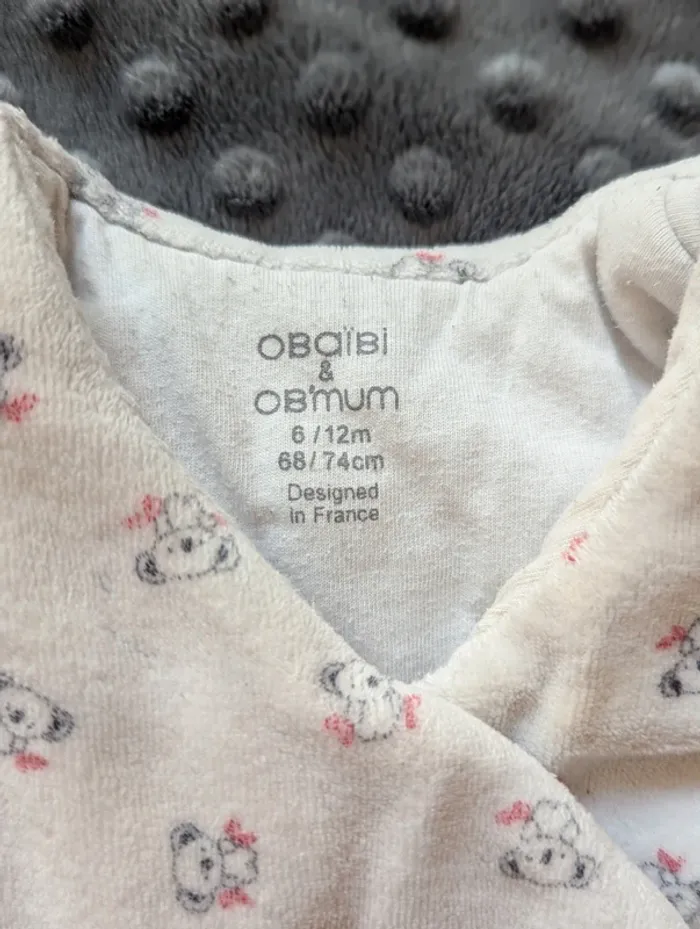 OBaïBi
&
OB'mum
6 /12m
68/74cm
Designed
in France